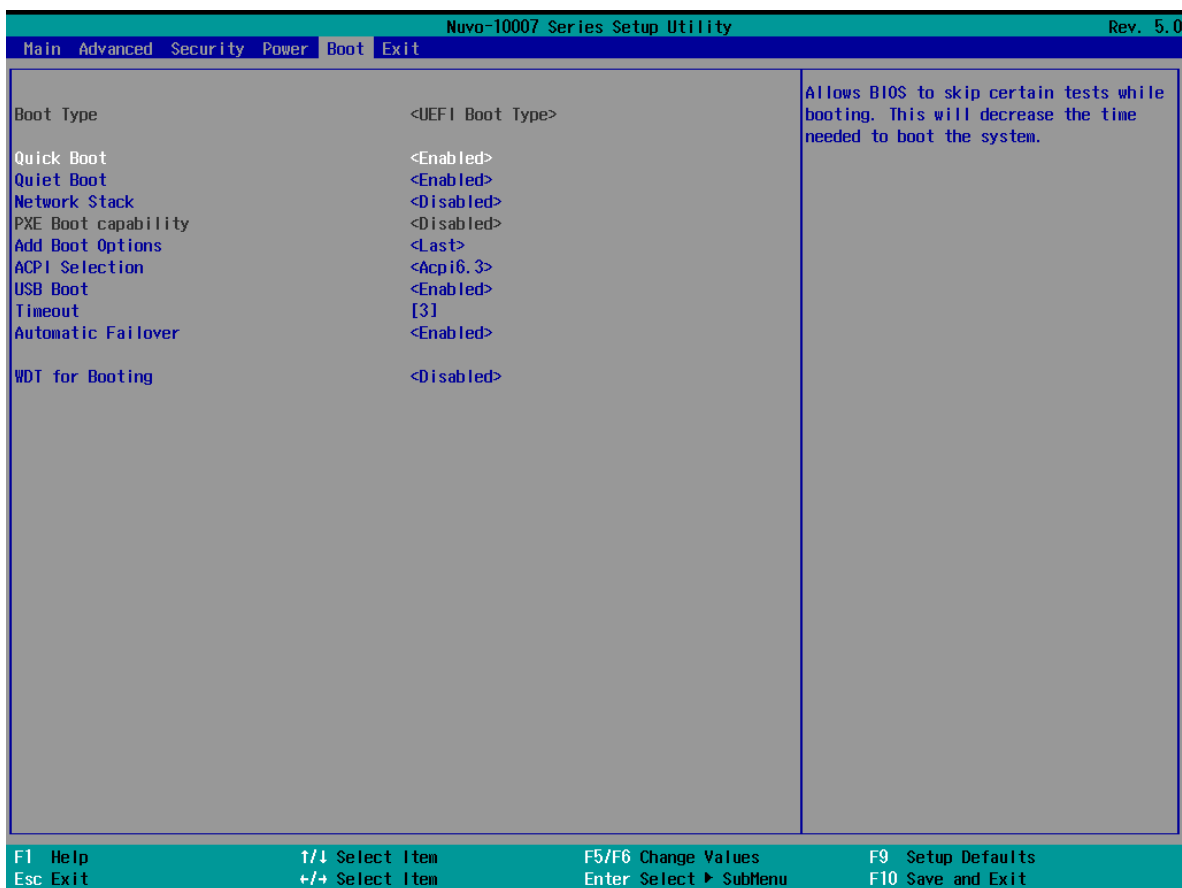 Nuvo-10007 Series Setup Utility Rev. 5.0
Main Advanced Security Power Boot Exit
Boot Type <UEFI Boot Type>
Quick Boot <Enabled>
Quiet Boot <Enabled>
Network Stack <Disabled>
PXE Boot capability <Disabled>
Add Boot Options <Last>
ACPI Selection <Acpi6.3>
USB Boot <Enabled>
Timeout [3]
Automatic Failover <Enabled>
WDT for Booting <Disabled>
Allows BIOS to skip certain tests while
booting. This will decrease the time
needed to boot the system.
F1 Help ↑/↓ Select Item F5/F6 Change Values F9 Setup Defaults
Esc Exit ←/→ Select Item Enter Select ▶ SubMenu F10 Save and Exit